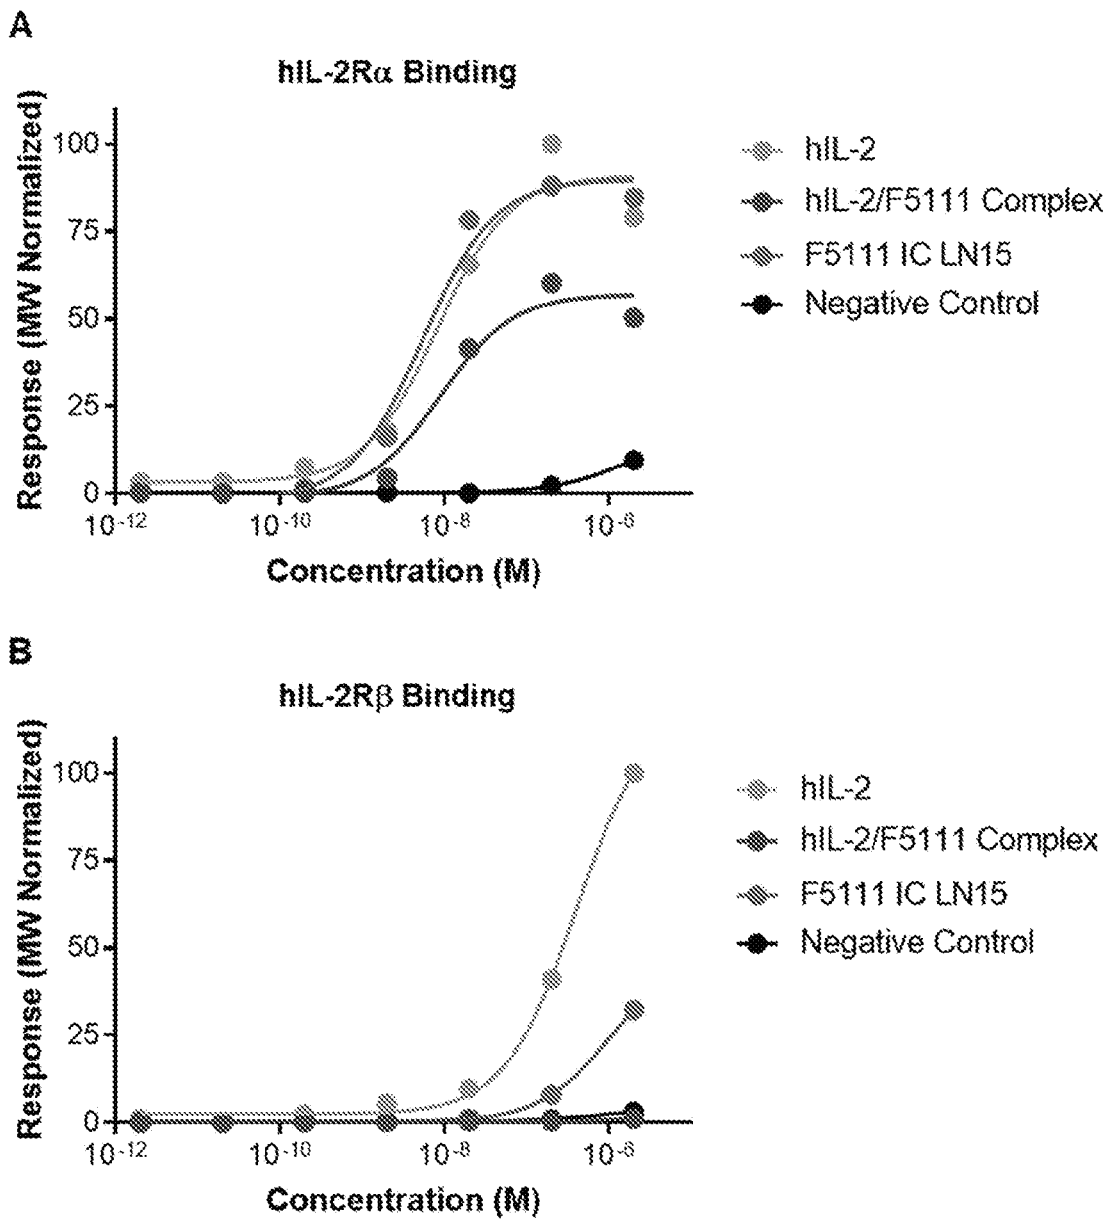 A
hIL-2Rα Binding
Response (MW Normalized)
100
75
50
25
0
10-12
10-10
10-8
10-6
Concentration (M)
hIL-2
hIL-2/F5111 Complex
F5111 IC LN15
Negative Control
B
hIL-2Rβ Binding
Response (MW Normalized)
100
75
50
25
0
10-12
10-10
10-8
10-6
Concentration (M)
hIL-2
hIL-2/F5111 Complex
F5111 IC LN15
Negative Control